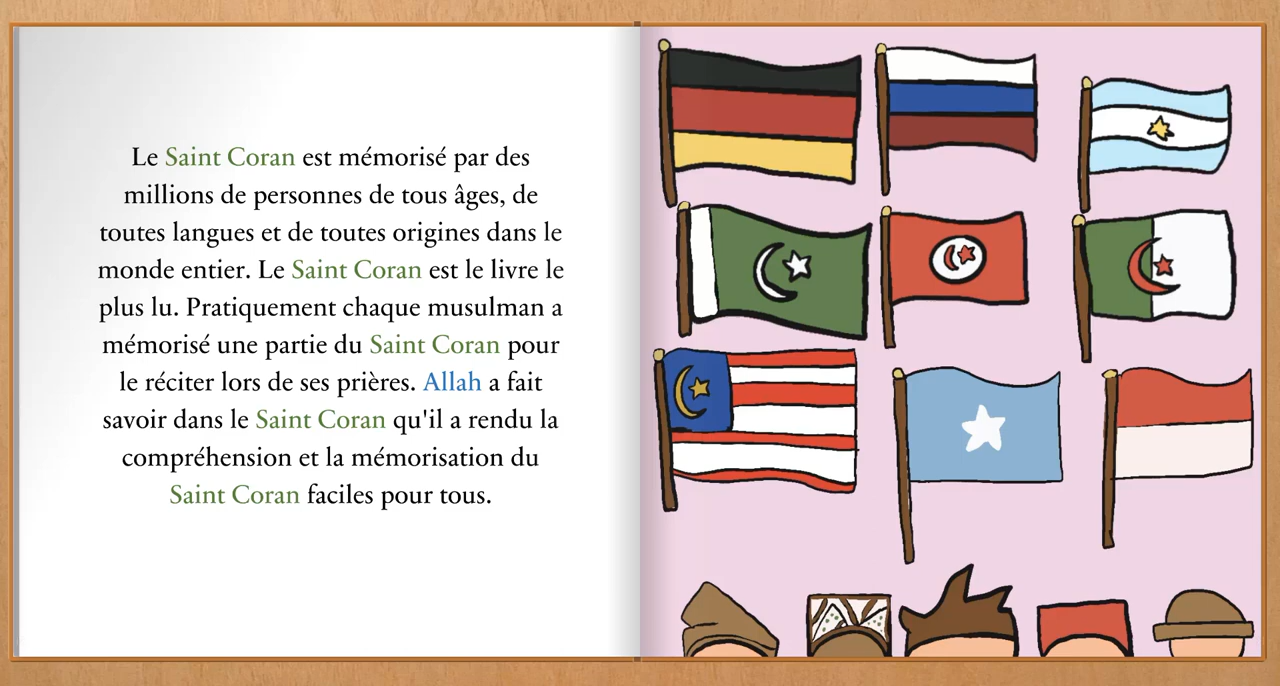 Le Saint Coran est mémorisé par des
millions de personnes de tous âges, de
toutes langues et de toutes origines dans le
monde entier. Le Saint Coran est le livre le
plus lu. Pratiquement chaque musulman a
mémorisé une partie du Saint Coran pour
le réciter lors de ses prières. Allah a fait
savoir dans le Saint Coran qu'il a rendu la
compréhension et la mémorisation du
Saint Coran faciles pour tous.